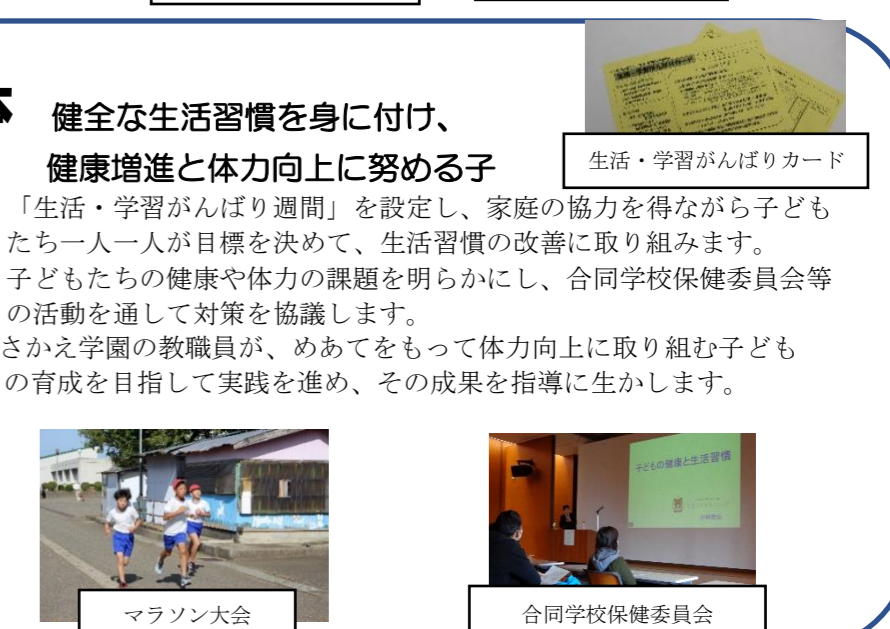 健全な生活習慣を身に付け、
健康増進と体力向上に努める子
生活・学習がんばりカード
「生活・学習がんばり週間」を設定し、家庭の協力を得ながら子ども
たち一人一人が目標を決めて、生活習慣の改善に取り組みます。
子どもたちの健康や体力の課題を明らかにし、合同学校保健委員会等
の活動を通して対策を協議します。
さかえ学園の教職員が、めあてをもって体力向上に取り組む子ども
の育成を目指して実践を進め、その成果を指導に生かします。
子どもの健康と生活習慣
マラソン大会
合同学校保健委員会